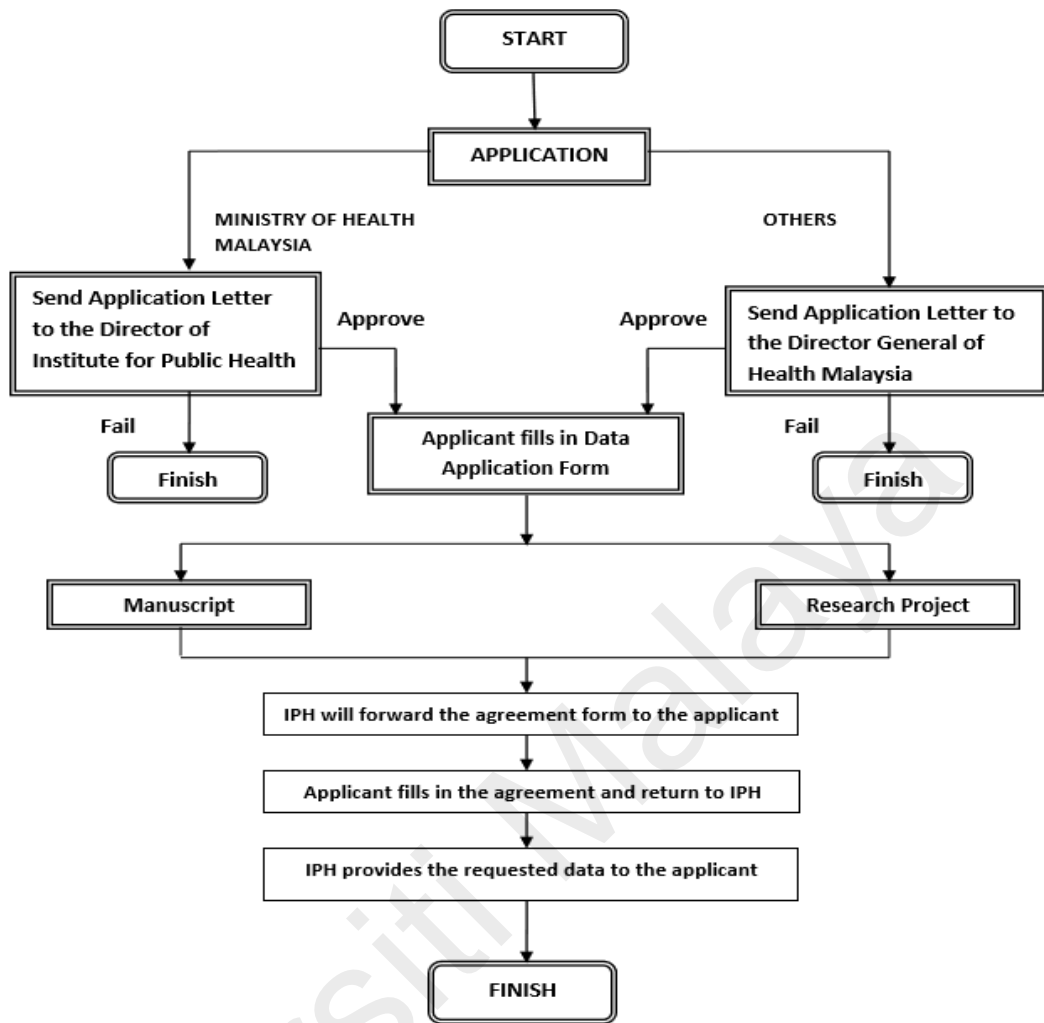 START
APPLICATION
MINISTRY OF HEALTH
MALAYSIA
OTHERS
Send Application Letter
to the Director of
Institute for Public Health
Approve
Approve
Send Application Letter to
the Director General of
Health Malaysia
Fail
Applicant fills in Data
Application Form
Fail
Finish
Finish
Manuscript
Research Project
IPH will forward the agreement form to the applicant
Applicant fills in the agreement and return to IPH
IPH provides the requested data to the applicant
FINISH
rsiti Malaya